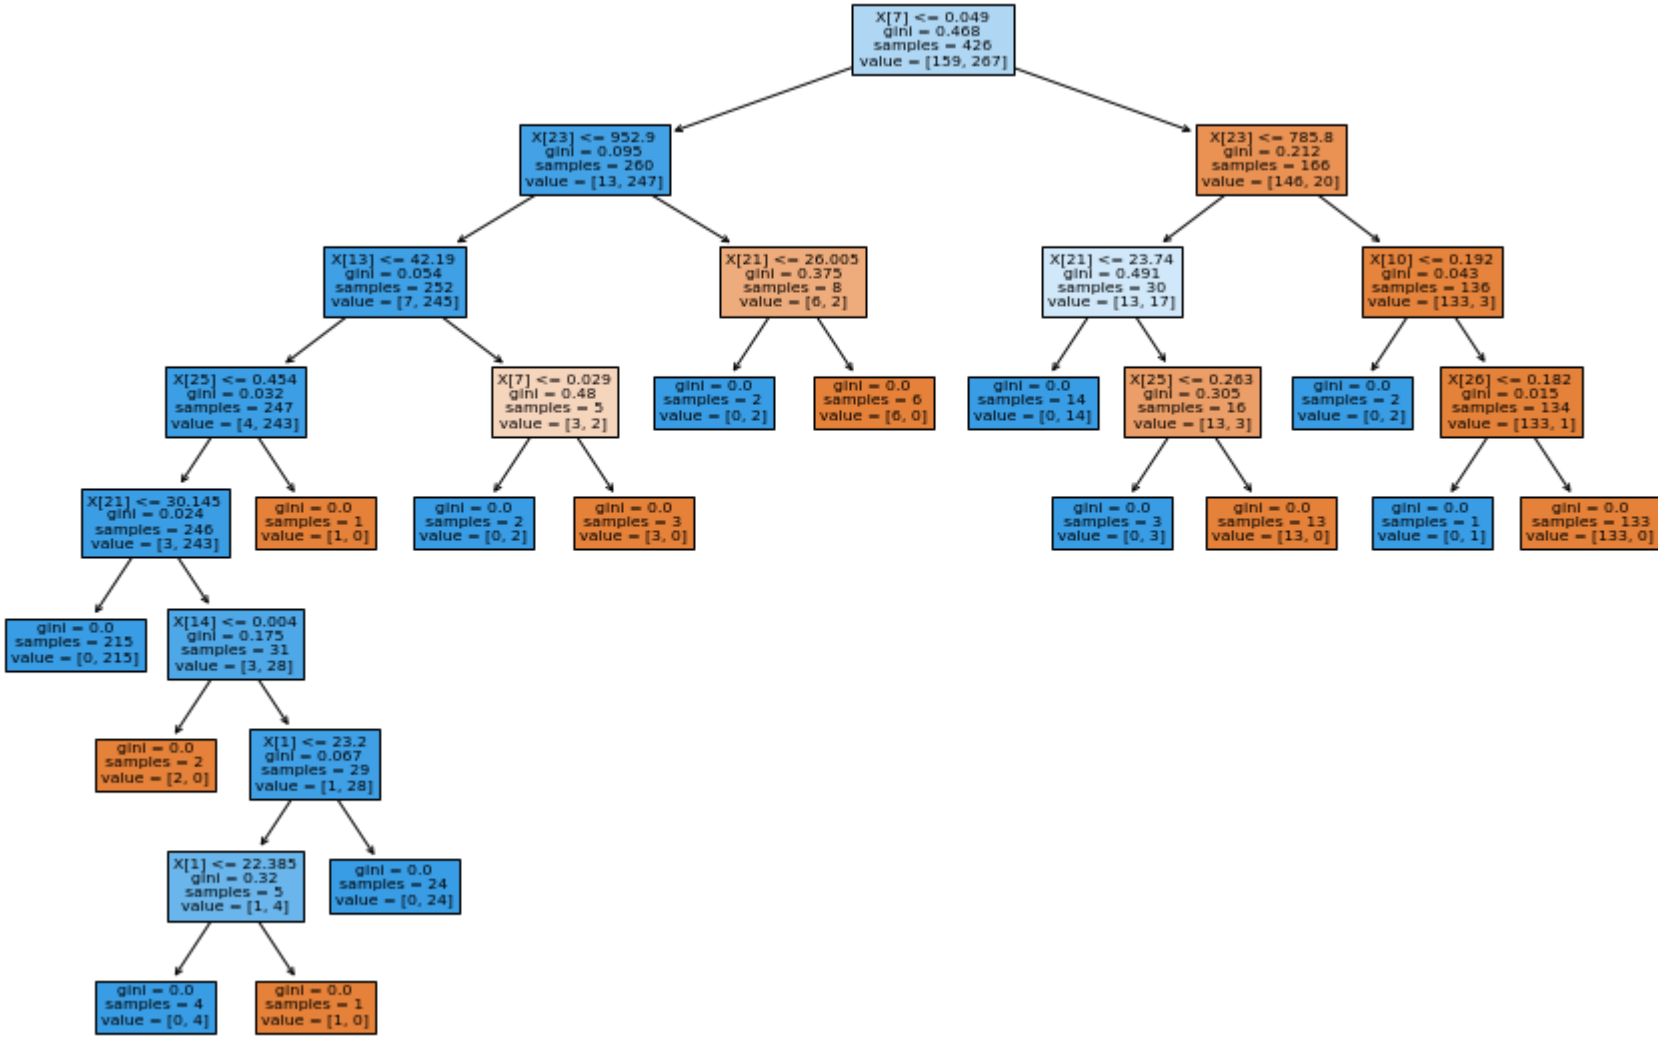 X[7] <= 0.049
gini = 0.468
samples = 426
value = [159, 267]
X[23] <= 952.9
gini = 0.095
samples = 260
value = [13, 247]
X[23] <= 785.8
gini = 0.212
samples = 166
value = [146, 20]
X[13] <= 42.19
gini = 0.054
samples = 252
value = [7, 245]
X[21] <= 26.005
gini = 0.375
samples = 8
value = [6, 2]
X[21] <= 23.74
gini = 0.491
samples = 30
value = [13, 17]
X[10] <= 0.192
gini = 0.043
samples = 136
value = [133, 3]
X[25] <= 0.454
gini = 0.032
samples = 247
value = [4, 243]
X[7] <= 0.029
gini = 0.48
samples = 5
value = [3, 2]
gini = 0.0
samples = 2
value = [0, 2]
gini = 0.0
samples = 6
value = [6, 0]
gini = 0.0
samples = 14
value = [0, 14]
X[25] <= 0.263
gini = 0.305
samples = 16
value = [13, 3]
gini = 0.0
samples = 2
value = [0, 2]
X[26] <= 0.182
gini = 0.015
samples = 134
value = [133, 1]
X[21] <= 30.145
gini = 0.024
samples = 246
value = [3, 243]
gini = 0.0
samples = 1
value = [1, 0]
gini = 0.0
samples = 2
value = [0, 2]
gini = 0.0
samples = 3
value = [3, 0]
gini = 0.0
samples = 3
value = [0, 3]
gini = 0.0
samples = 13
value = [13, 0]
gini = 0.0
samples = 1
value = [0, 1]
gini = 0.0
samples = 133
value = [133, 0]
gini = 0.0
samples = 215
value = [0, 215]
X[14] <= 0.004
gini = 0.175
samples = 31
value = [3, 28]
gini = 0.0
samples = 2
value = [2, 0]
X[1] <= 23.2
gini = 0.067
samples = 29
value = [1, 28]
X[1] <= 22.385
gini = 0.32
samples = 5
value = [1, 4]
gini = 0.0
samples = 24
value = [0, 24]
gini = 0.0
samples = 4
value = [0, 4]
gini = 0.0
samples = 1
value = [1, 0]